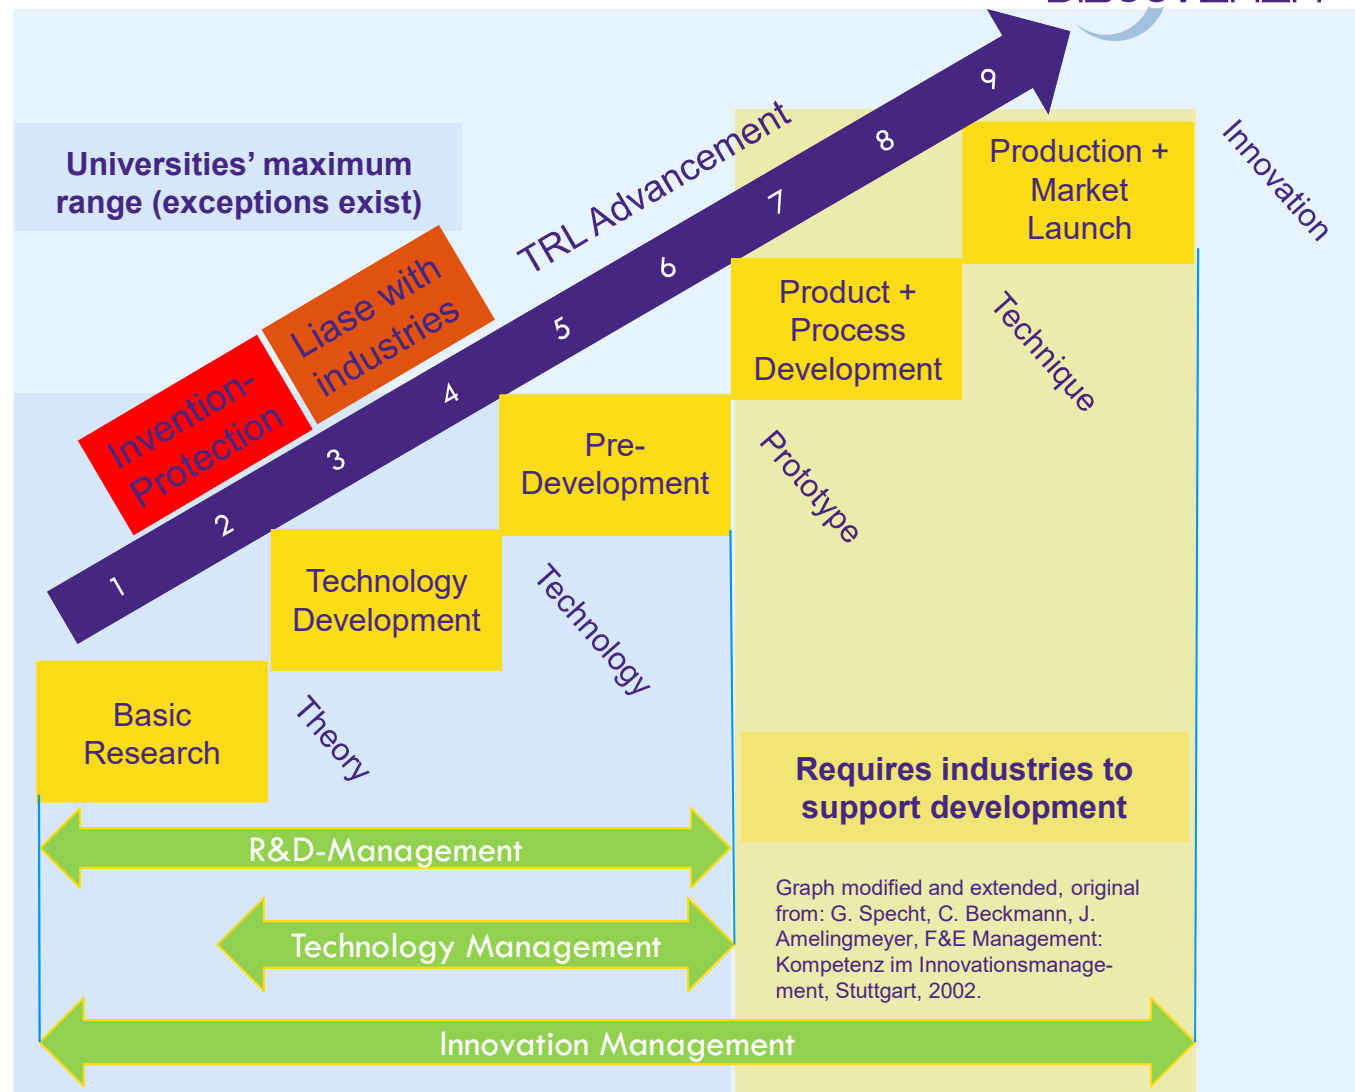 Universities’ maximum
range (exceptions exist)
Invention-
Protection
Liase with
industries
TRL Advancement
1
2
3
4
5
6
7
8
9
Basic
Research
Technology
Development
Pre-
Development
Product +
Process
Development
Production +
Market
Launch
Theory
Technology
Prototype
Technique
Innovation
R&D-Management
Technology Management
Innovation Management
Requires industries to
support development
Graph modified and extended, original
from: G. Specht, C. Beckmann, J.
Amelingmeyer, F&E Management:
Kompetenz im Innovationsmanage-
ment, Stuttgart, 2002.